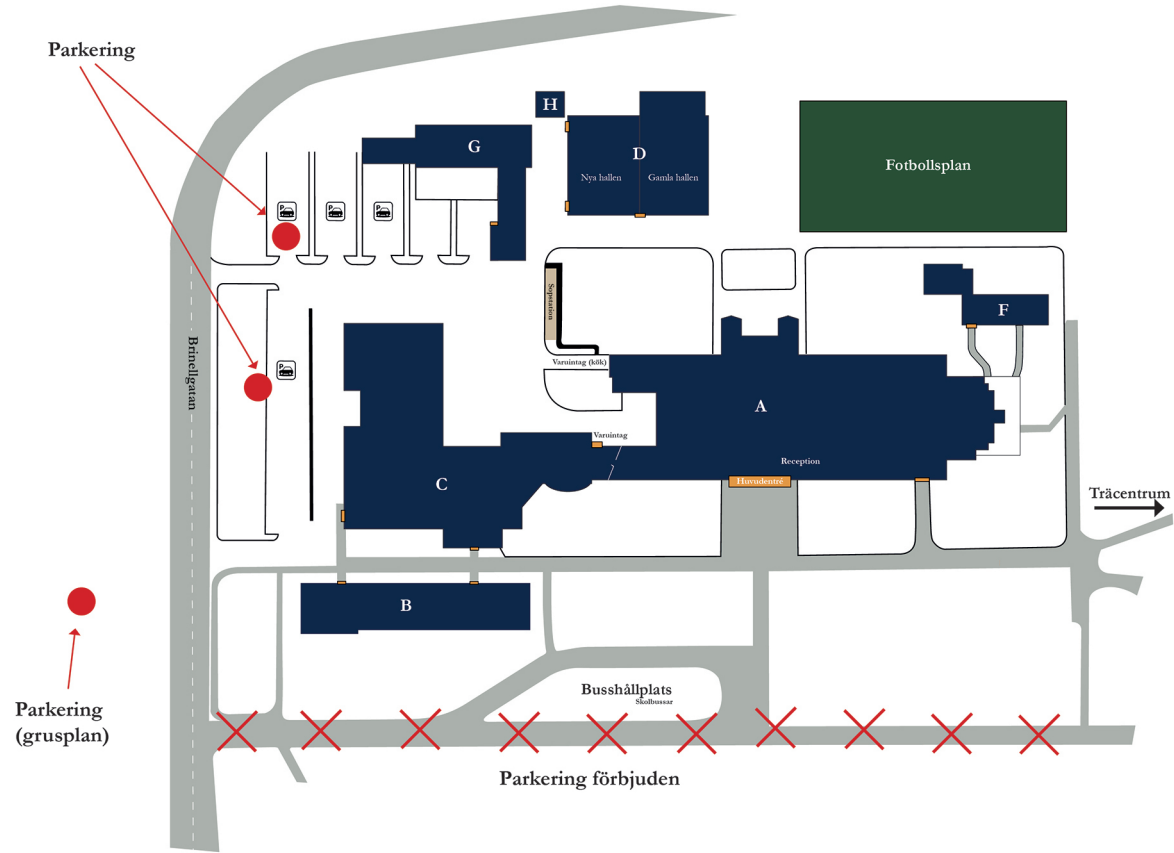 Parkering
H
G
D
Nya hallen
Gamla hallen
Fotbollsplan
P
P
P
Sopstation
F
Brinellgatan
Varuintag (kök)
P
A
Varuintag
Reception
C
Huvudentré
Träcentrum
B
Busshållplats
Skolbussar
Parkering
(grusplan)
Parkering förbjuden